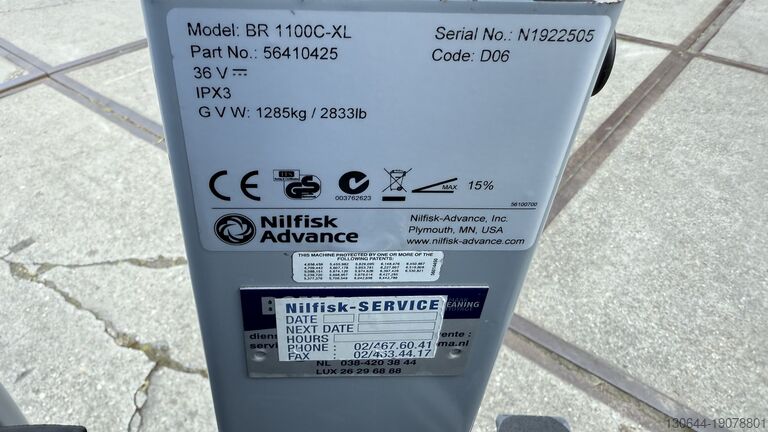 Model: BR 1100C-XL
Serial No.: N1922505
Part No.: 56410425
Code: D06
36 V
IPX3
G V W: 1285kg / 2833lb
CE
GS
003762623
MAX
15%
56100700
Nilfisk
Advance
Nilfisk-Advance, Inc.
Plymouth, MN, USA
www.nilfisk-advance.com
THIS MACHINE PROTECTED BY ONE OR MORE OF THE
FOLLOWING PATENTS:
Nilfisk-SERVICE
DATE
NEXT DATE
HOURS
PHONE : 02/467.60.41
FAX : 02/463.44.17
NL 038-420 38 44
LUX 26 29 68 88
130644-19078801